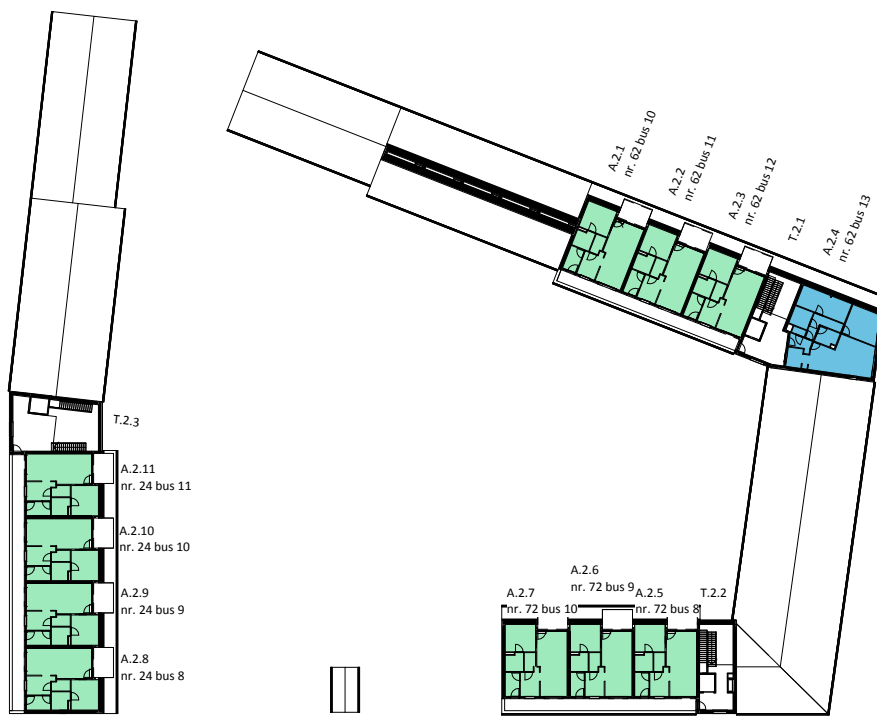 A.2.1
nr. 62 bus 10
A.2.2
nr. 62 bus 11
A.2.3
nr. 62 bus 12
T.2.1
A.2.4
nr. 62 bus 13
T.2.3
A.2.11
nr. 24 bus 11
A.2.10
nr. 24 bus 10
A.2.9
nr. 24 bus 9
A.2.8
nr. 24 bus 8
A.2.7
nr. 72 bus 10
A.2.6
nr. 72 bus 9
A.2.5
nr. 72 bus 8
T.2.2